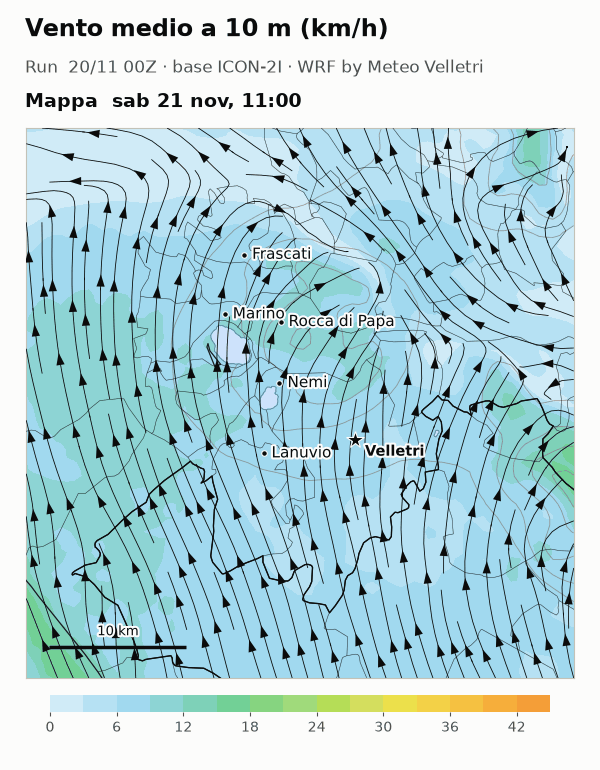 Vento medio a 10 m (km/h)
Run 20/11 00Z · base ICON-2I · WRF by Meteo Velletri
Mappa sab 21 nov, 11:00
Frascati
Marino
Rocca di Papa
Nemi
Velletri
Lanuvio
10 km
0 6 12 18 24 30 36 42